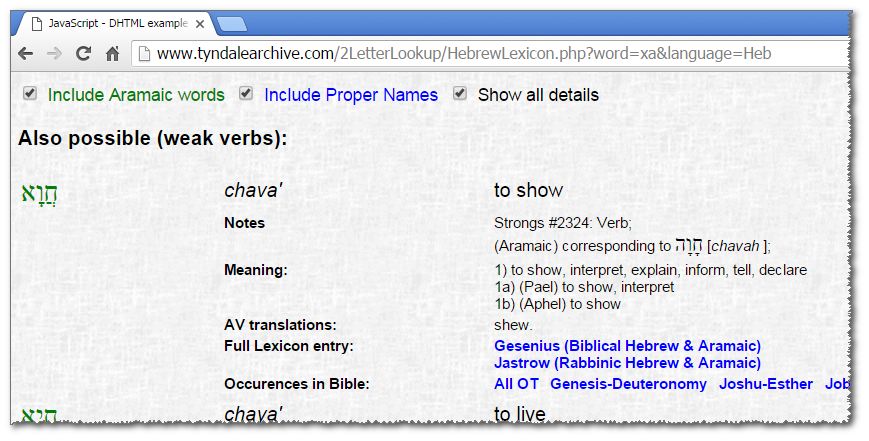 JavaScript - DHTML example
www.tyndalearchive.com/2LetterLookup/HebrewLexicon.php?word=xa&language=Heb
Include Aramaic words Include Proper Names Show all details
Also possible (weak verbs):
חֲוָא chava' to show
Notes Strongs #2324: Verb;
(Aramaic) corresponding to חָוָה [chavah ];
Meaning: 1) to show, interpret, explain, inform, tell, declare
1a) (Pael) to show, interpret
1b) (Aphel) to show
AV translations: shew.
Full Lexicon entry: Gesenius (Biblical Hebrew & Aramaic)
Jastrow (Rabbinic Hebrew & Aramaic)
Occurences in Bible: All OT Genesis-Deuteronomy Joshu-Esther Job
chava' to live